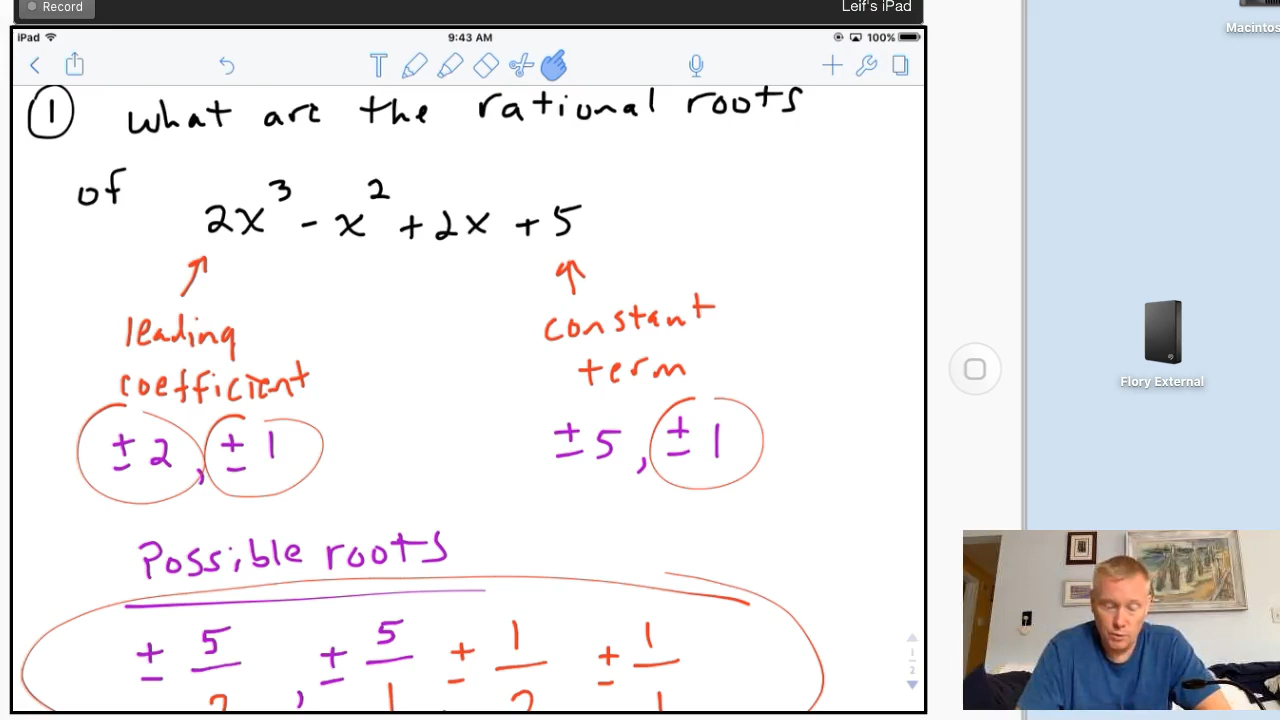 Record
Leif's iPad
Macintos
iPad 9:43 AM 100%
T
① what are the rational roots
of 2x³ - x² + 2x + 5
leading coefficient
constant term
± 2, ± 1
± 5, ± 1
Possible roots
± 5/2, ± 5/1 ± 1/2 ± 1/1
1/2
Flory External